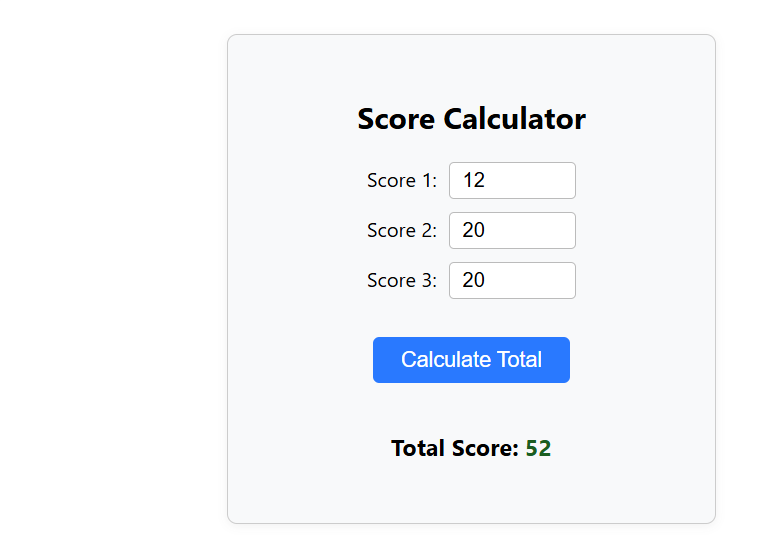 Score Calculator
Score 1: 12
Score 2: 20
Score 3: 20
Calculate Total
Total Score: 52